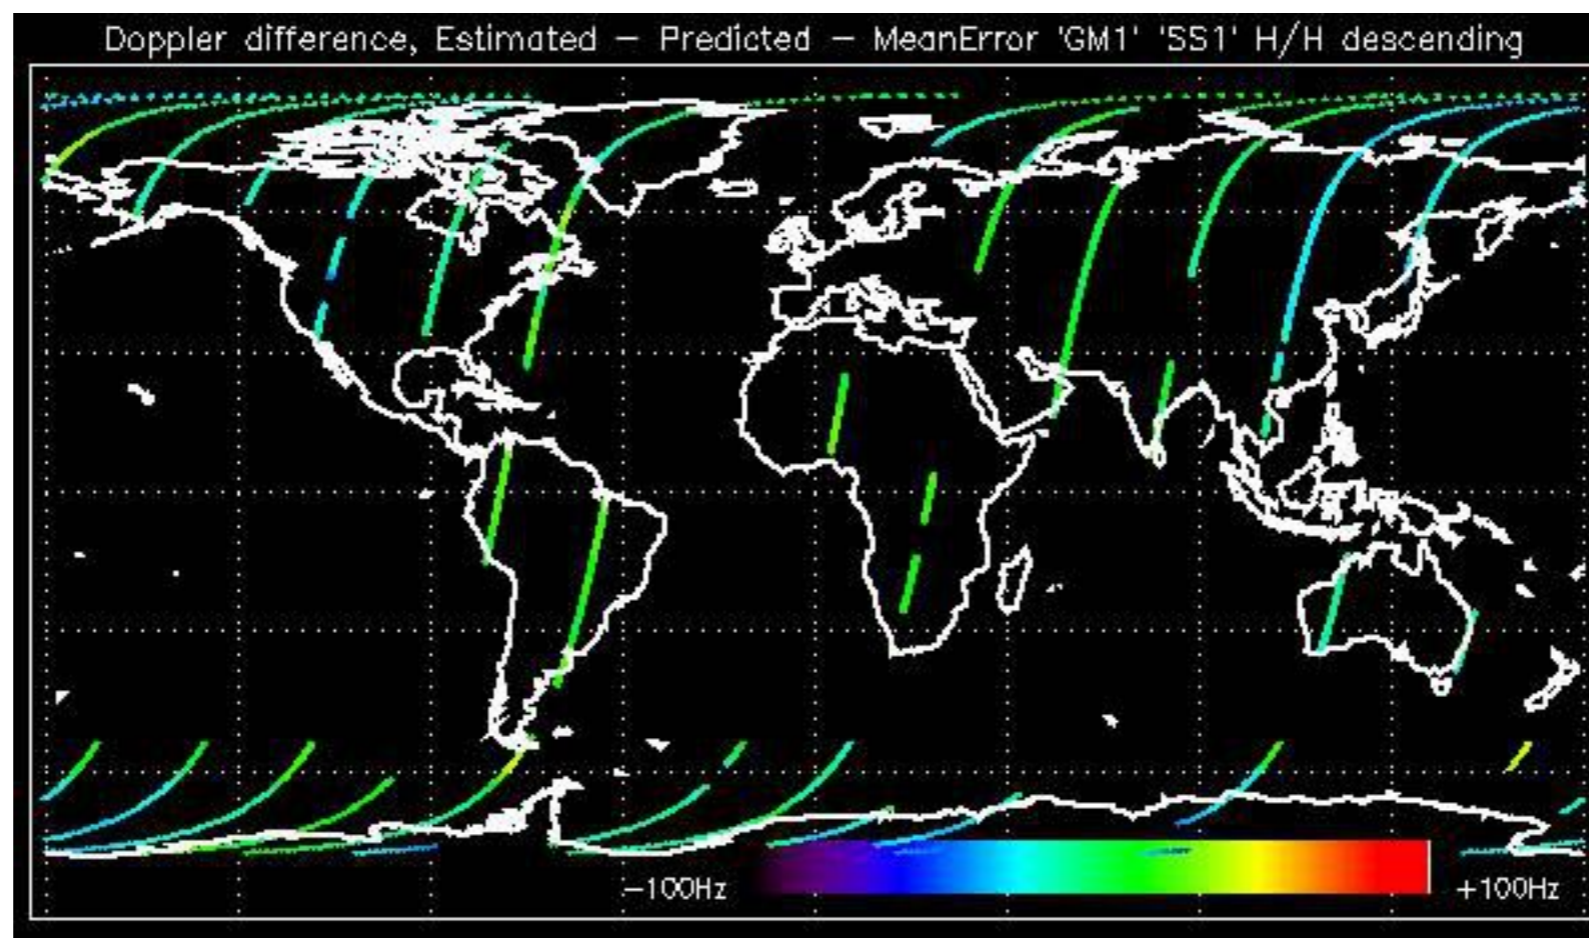 Doppler difference, Estimated – Predicted – MeanError 'GM1' 'SS1' H/H descending
–100Hz
+100Hz